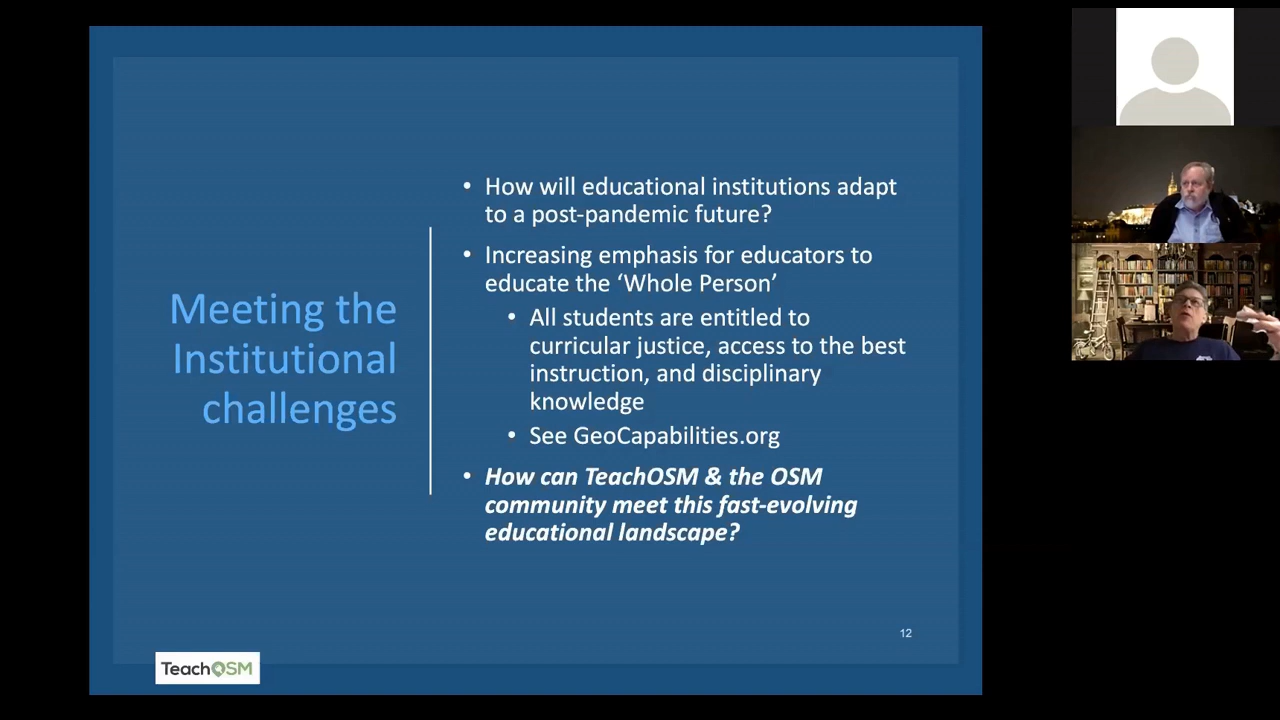 Meeting the
Institutional
challenges
• How will educational institutions adapt
to a post-pandemic future?
• Increasing emphasis for educators to
educate the ‘Whole Person’
• All students are entitled to
curricular justice, access to the best
instruction, and disciplinary
knowledge
• See GeoCapabilities.org
• How can TeachOSM & the OSM
community meet this fast-evolving
educational landscape?
12
TeachOSM